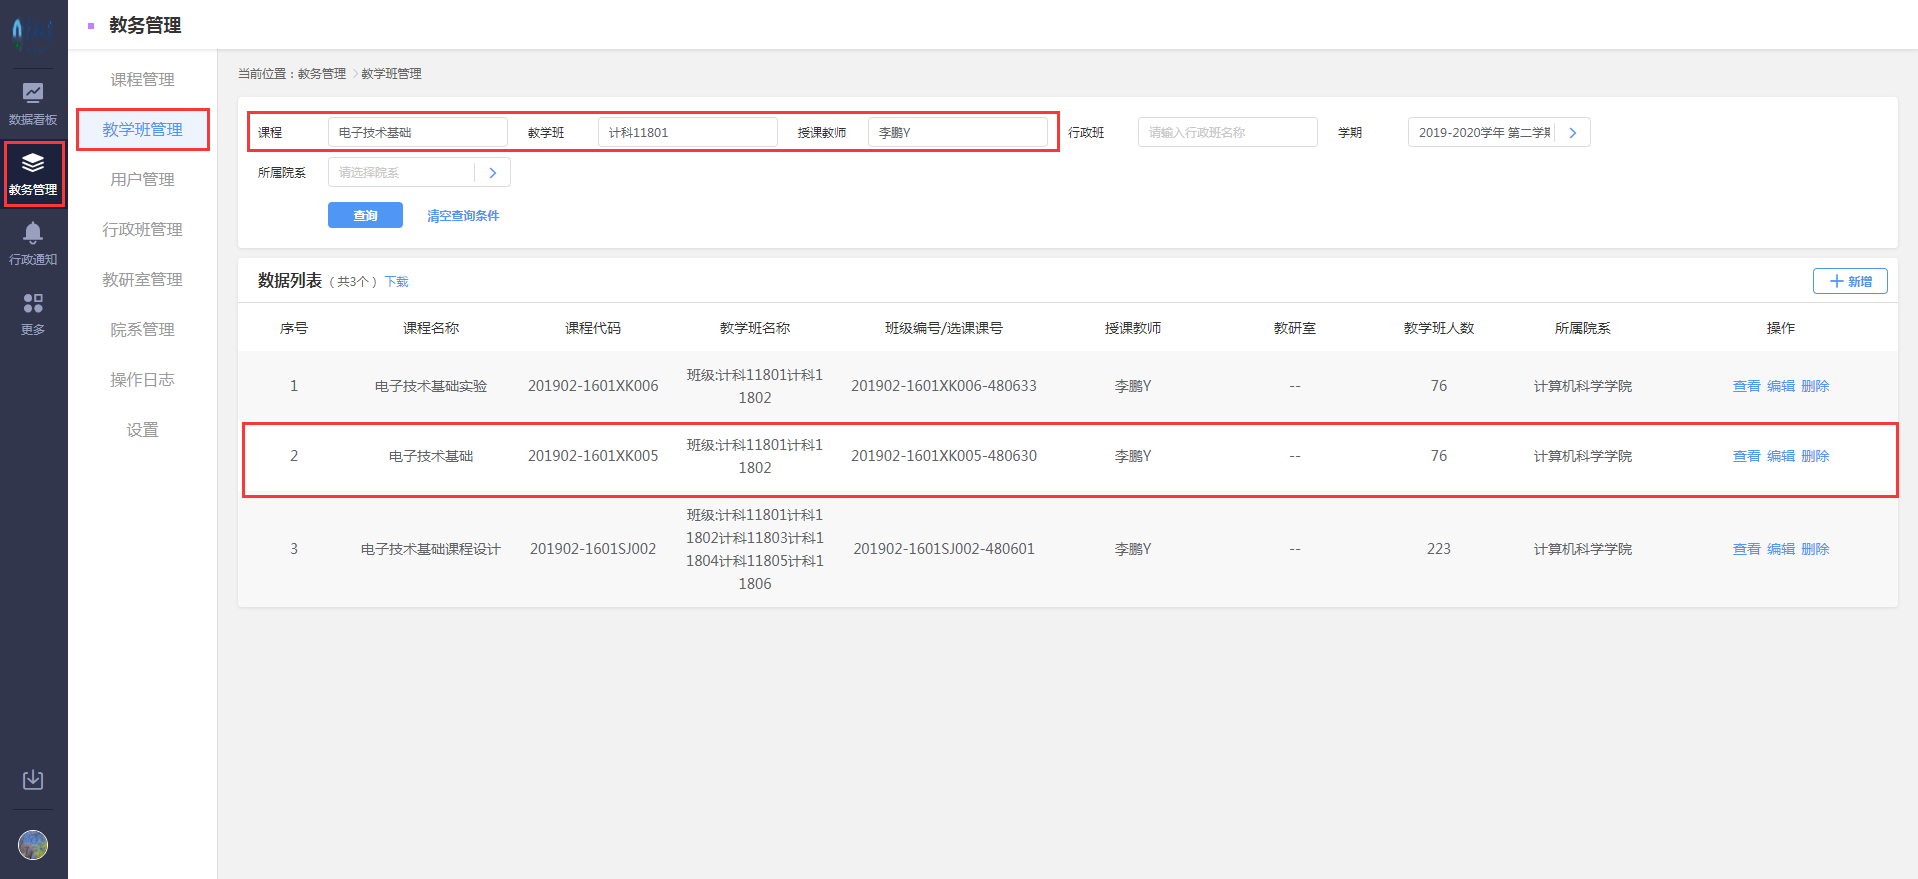 教务管理
数据看板
教务管理
行政通知
更多
课程管理
教学班管理
用户管理
行政班管理
教研室管理
院系管理
操作日志
设置
当前位置：教务管理 > 教学班管理
课程 电子技术基础 教学班 计科11801 授课教师 李鹏Y 行政班 请输入行政班名称 学期 2019-2020学年 第二学期
所属院系 请选择院系
查询 清空查询条件
数据列表（共3个）下载 新增
序号 课程名称 课程代码 教学班名称 班级编号/选课课号 授课教师 教研室 教学班人数 所属院系 操作
1 电子技术基础实验 201902-1601XK006 班级:计科11801计科1
1802 201902-1601XK006-480633 李鹏Y -- 76 计算机科学学院 查看 编辑 删除
2 电子技术基础 201902-1601XK005 班级:计科11801计科1
1802 201902-1601XK005-480630 李鹏Y -- 76 计算机科学学院 查看 编辑 删除
3 电子技术基础课程设计 201902-1601SJ002 班级:计科11801计科1
1802计科11803计科1
1804计科11805计科1
1806 201902-1601SJ002-480601 李鹏Y -- 223 计算机科学学院 查看 编辑 删除